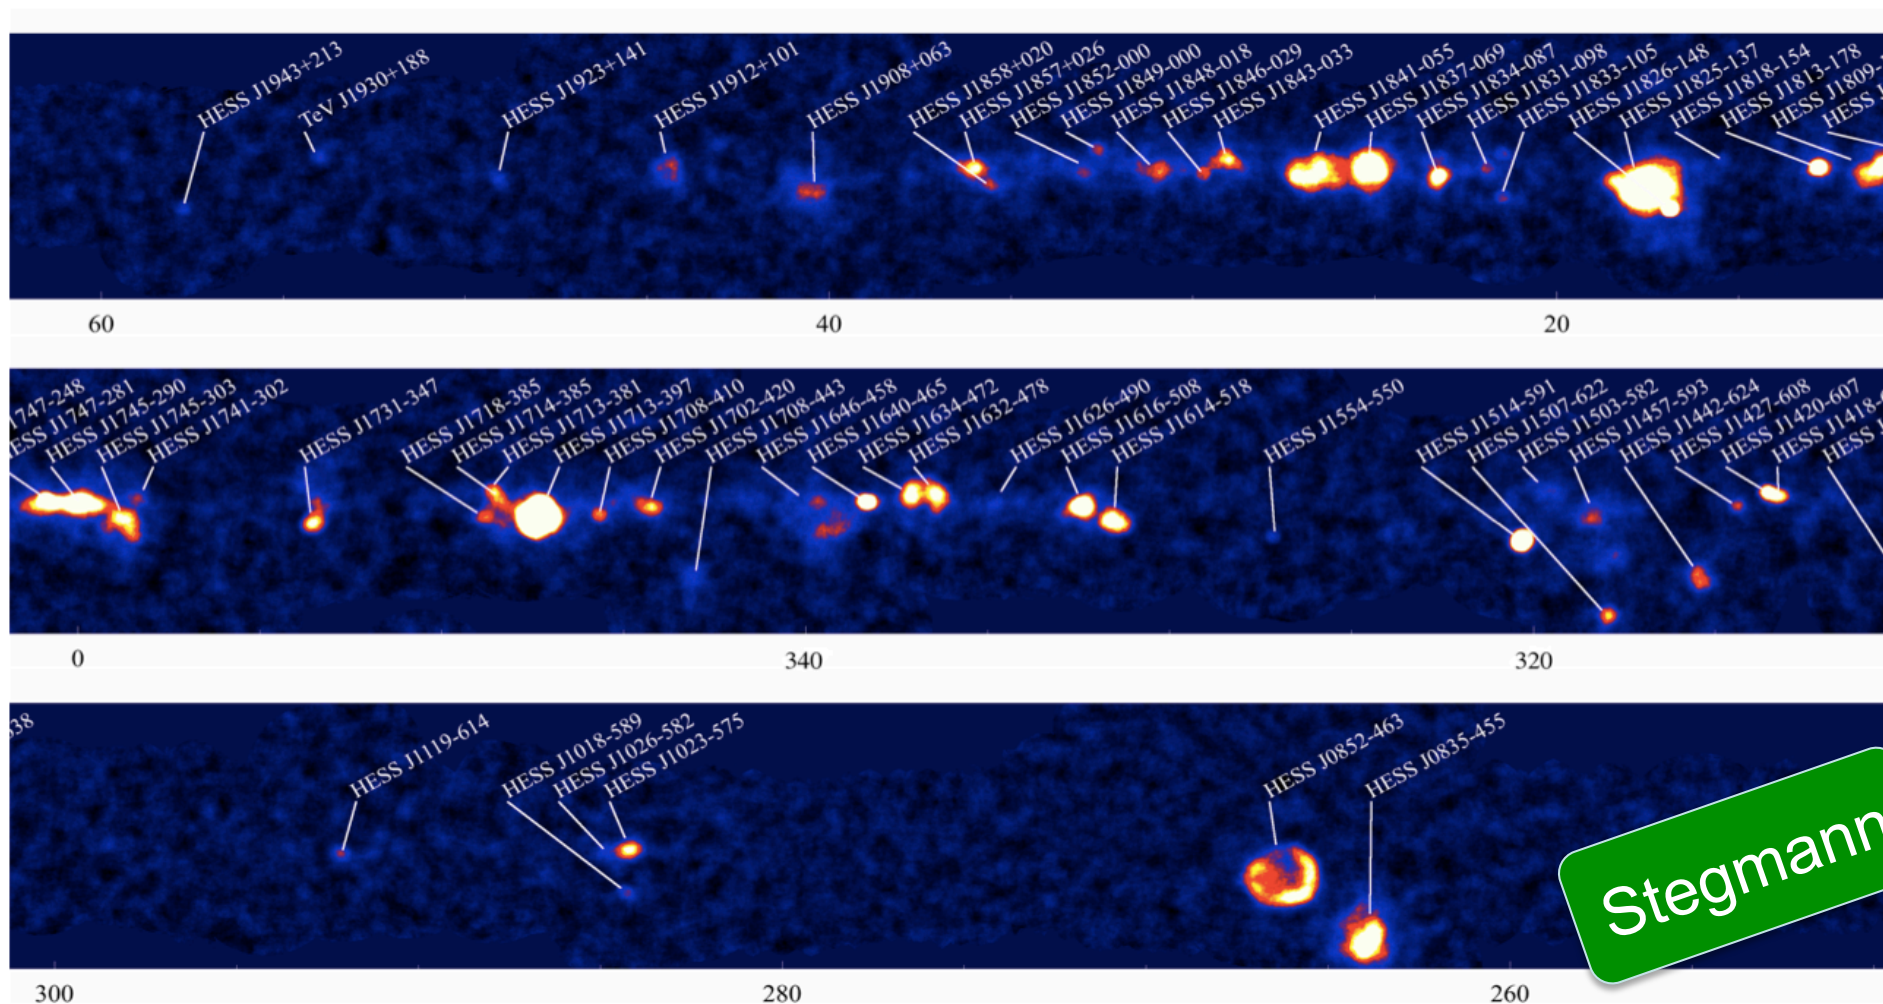 HESS J1943+213
TeV J1930+188
HESS J1923+141
HESS J1912+101
HESS J1908+063
HESS J1858+020
HESS J1857+026
HESS J1852-000
HESS J1849-000
HESS J1848-018
HESS J1846-029
HESS J1843-033
HESS J1841-055
HESS J1837-069
HESS J1834-087
HESS J1831-098
HESS J1833-105
HESS J1826-148
HESS J1825-137
HESS J1818-154
HESS J1813-178
HESS J1809-
HESS J
60
40
20
J1747-248
HESS J1747-281
HESS J1745-290
HESS J1745-303
HESS J1741-302
HESS J1731-347
HESS J1718-385
HESS J1714-385
HESS J1713-381
HESS J1713-397
HESS J1708-410
HESS J1702-420
HESS J1708-443
HESS J1646-458
HESS J1640-465
HESS J1634-472
HESS J1632-478
HESS J1626-490
HESS J1616-508
HESS J1614-518
HESS J1554-550
HESS J1514-591
HESS J1507-622
HESS J1503-582
HESS J1457-593
HESS J1442-624
HESS J1427-608
HESS J1420-607
HESS J1418-
HESS J
0
340
320
638
HESS J1119-614
HESS J1018-589
HESS J1026-582
HESS J1023-575
HESS J0852-463
HESS J0835-455
Stegmann
300
280
260